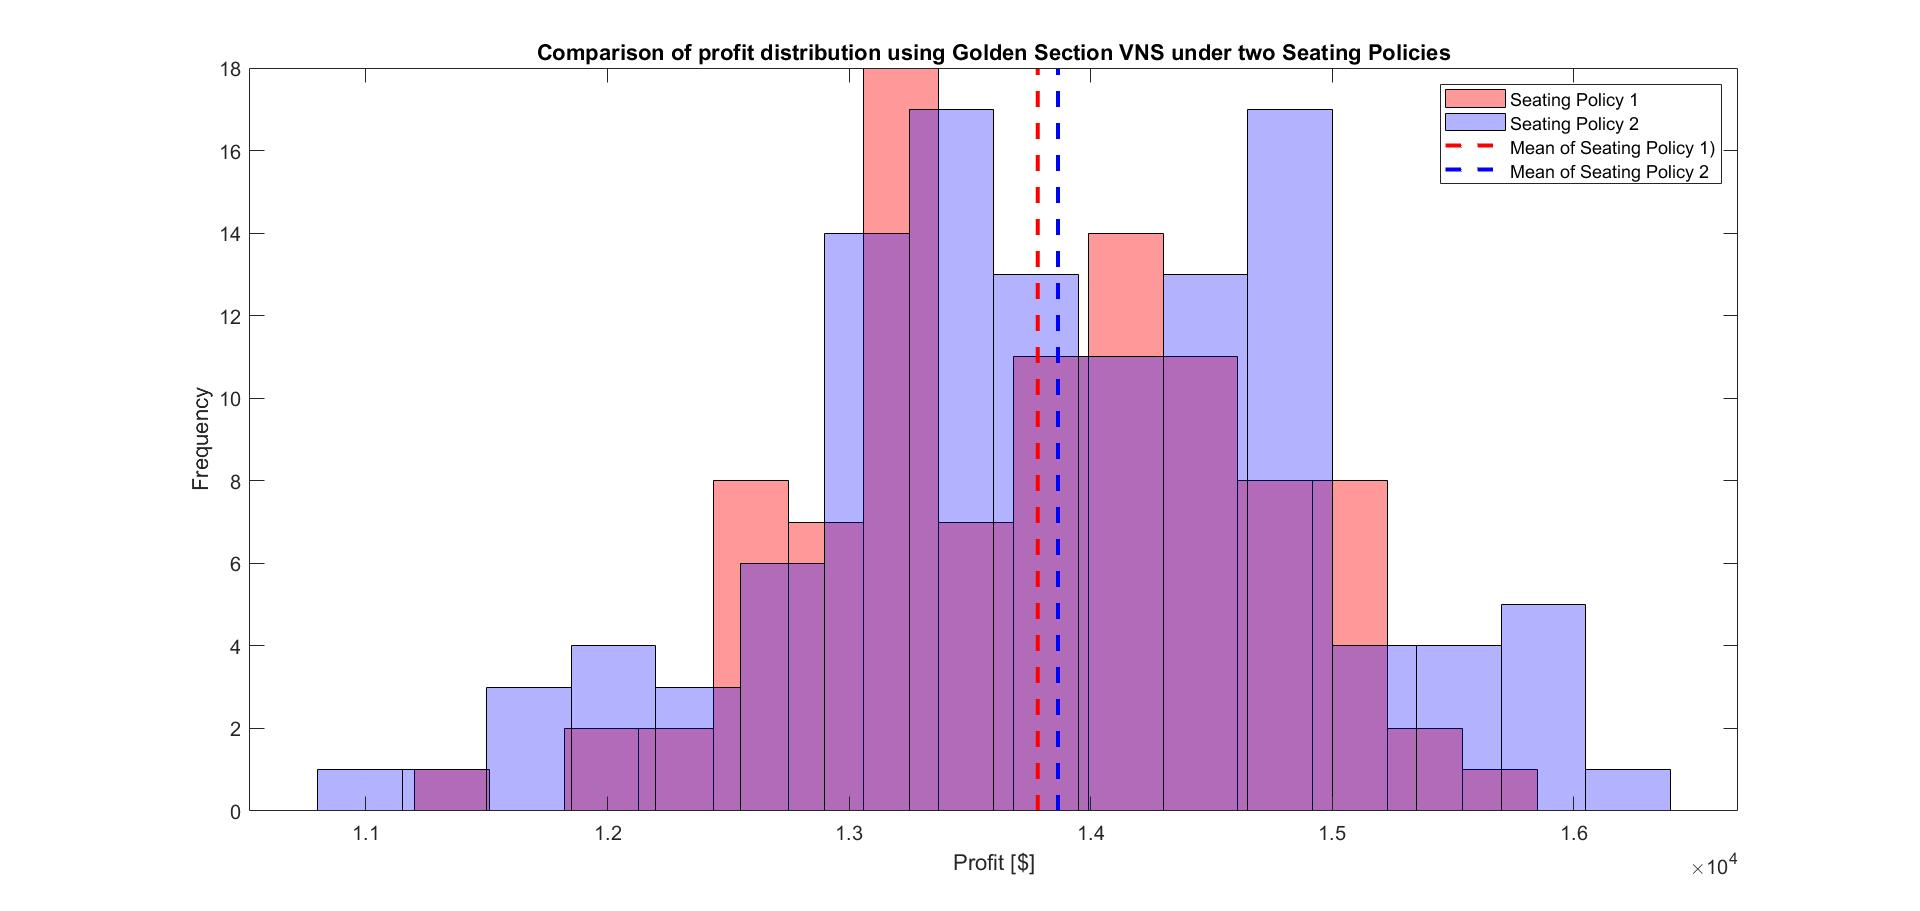 Comparison of profit distribution using Golden Section VNS under two Seating Policies
18
16
14
12
10
8
6
4
2
0
Frequency
Seating Policy 1
Seating Policy 2
Mean of Seating Policy 1)
Mean of Seating Policy 2
1.1 1.2 1.3 1.4 1.5 1.6
Profit [$]
×10⁴